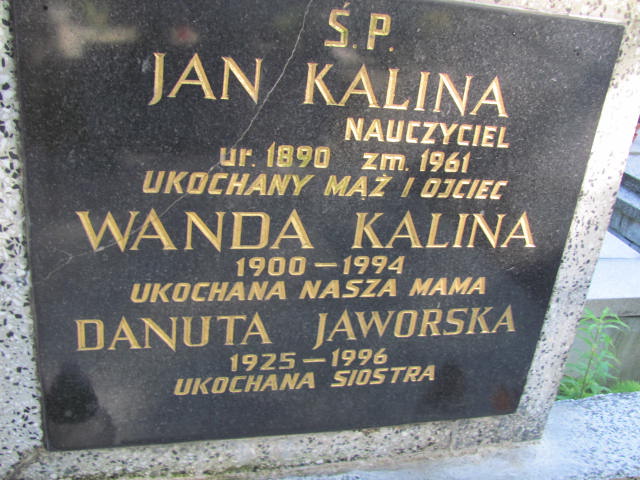 Ś.P.
JAN KALINA
NAUCZYCIEL
ur. 1890 zm. 1961
UKOCHANY MĄŻ I OJCIEC
WANDA KALINA
1900 – 1994
UKOCHANA NASZA MAMA
DANUTA JAWORSKA
1925 – 1996
UKOCHANA SIOSTRA